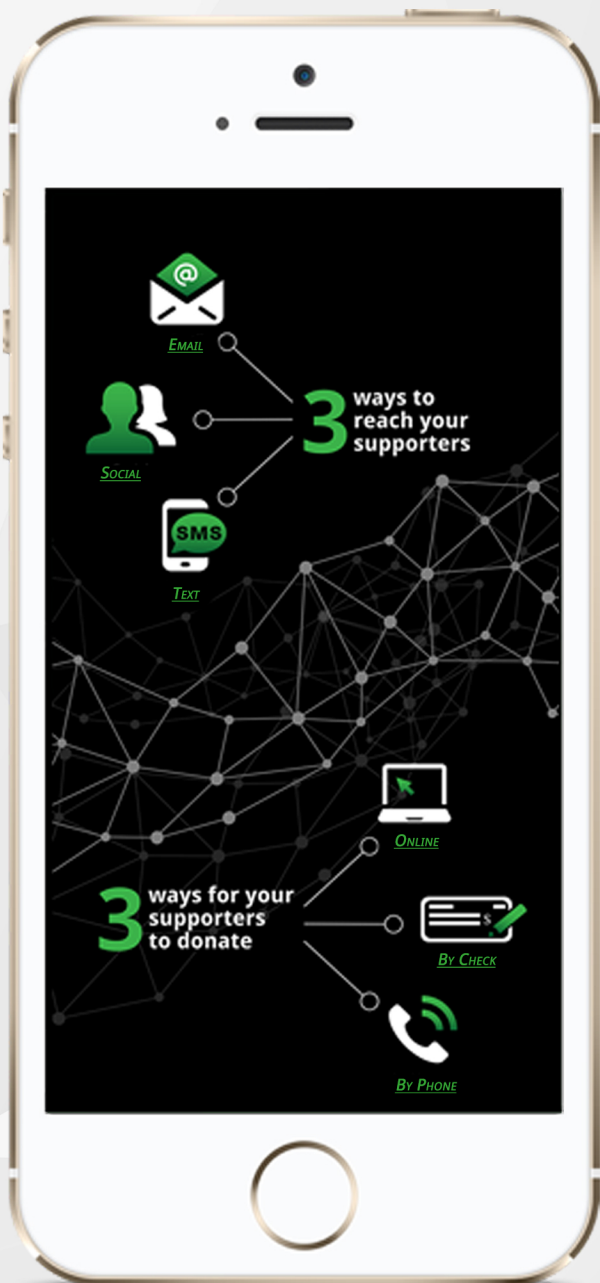 @
Email
3 ways to
reach your
supporters
Social
SMS
Text
Online
3 ways for your
supporters
to donate
$
By Check
By Phone